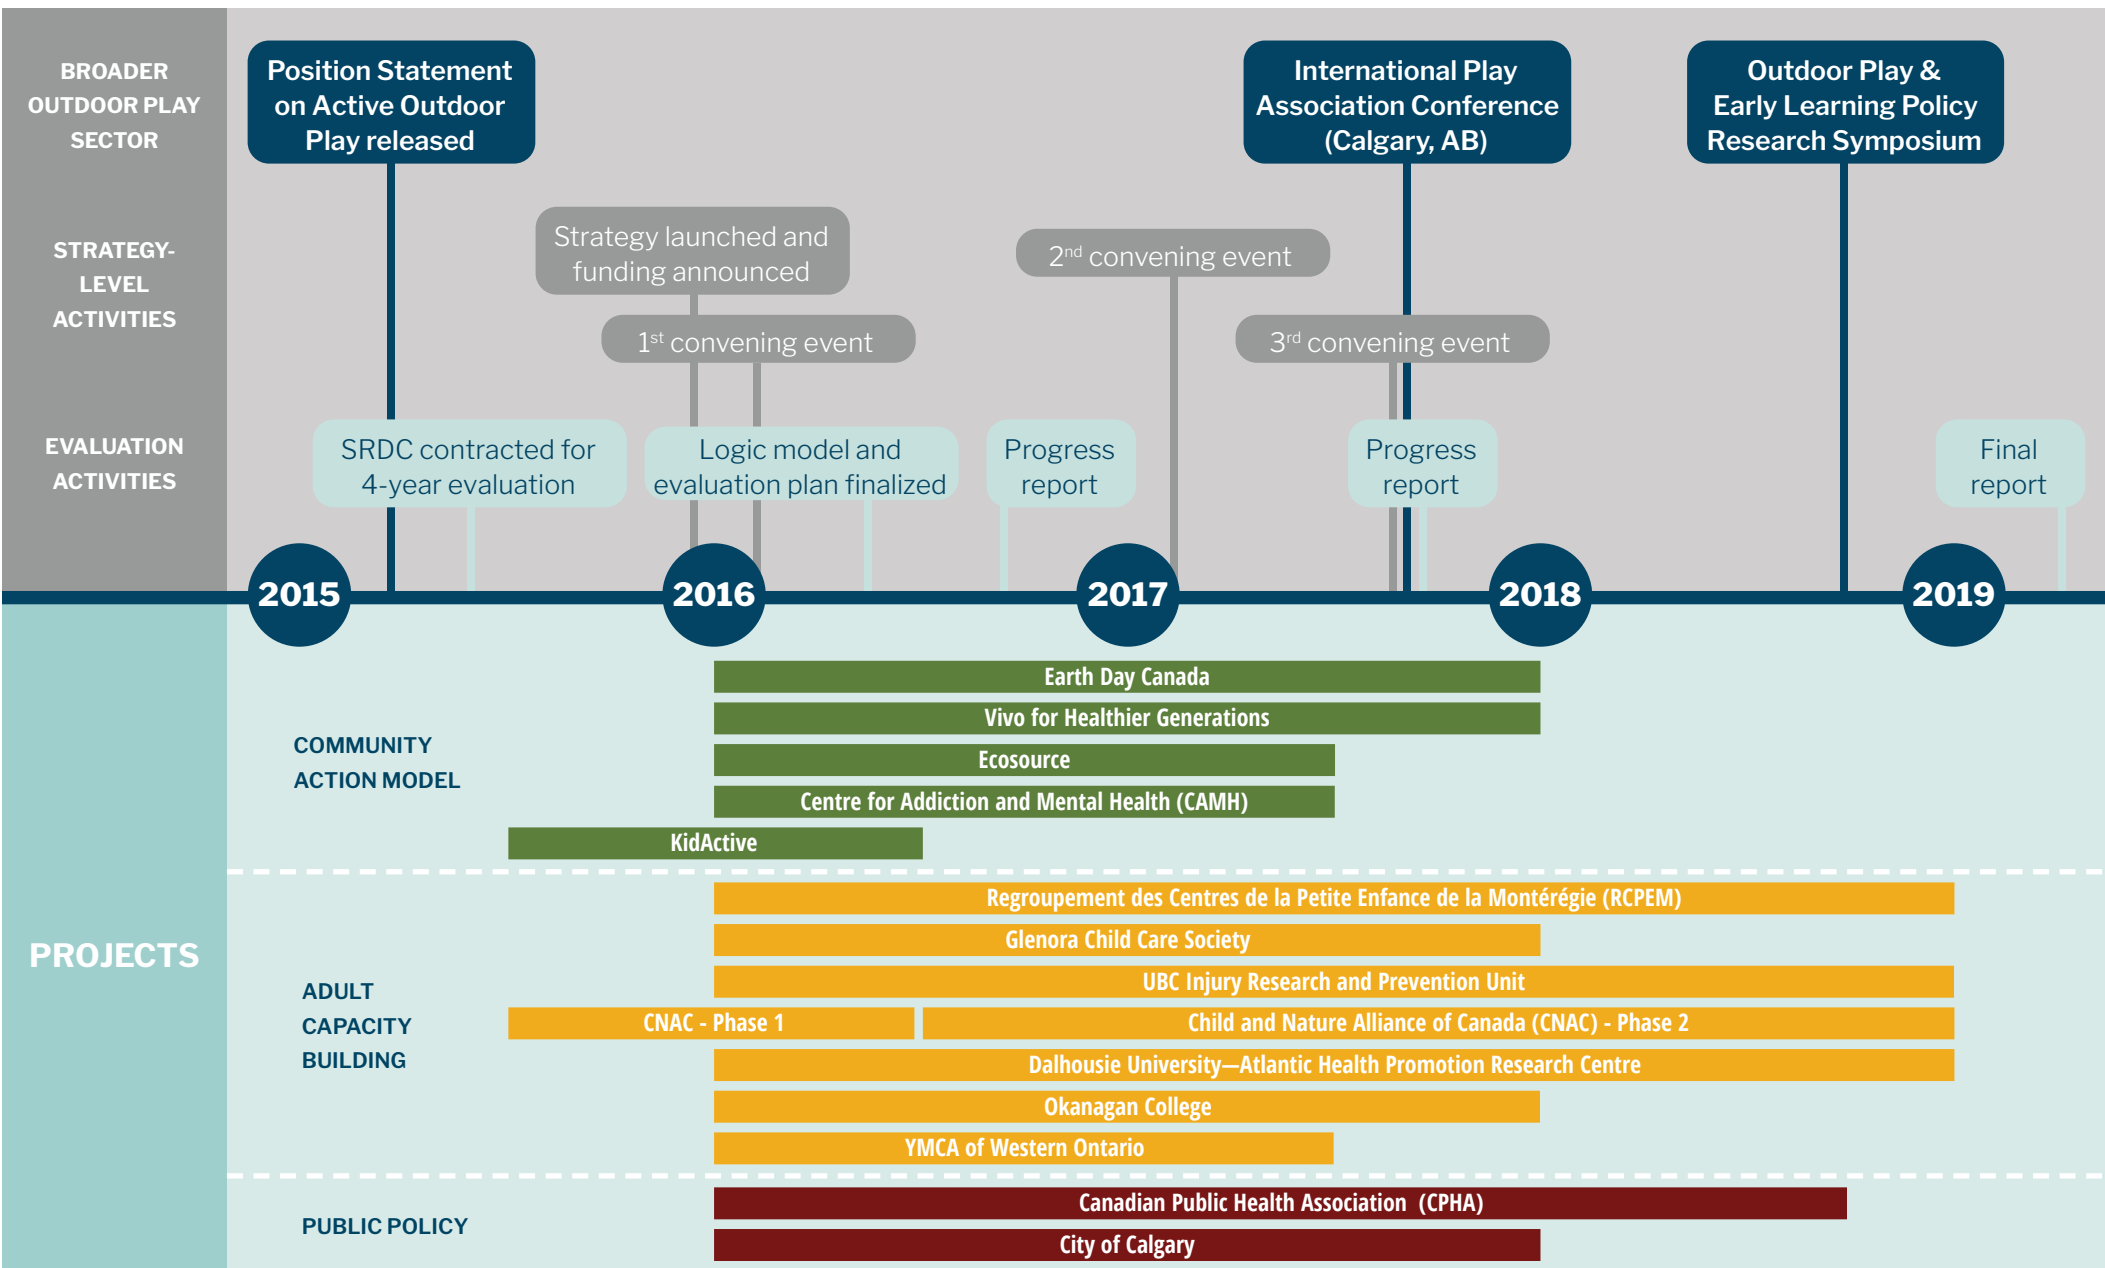 BROADER
OUTDOOR PLAY
SECTOR
Position Statement
on Active Outdoor
Play released
International Play
Association Conference
(Calgary, AB)
Outdoor Play &
Early Learning Policy
Research Symposium
STRATEGY-
LEVEL
ACTIVITIES
Strategy launched and
funding announced
1st convening event
2nd convening event
3rd convening event
EVALUATION
ACTIVITIES
SRDC contracted for
4-year evaluation
Logic model and
evaluation plan finalized
Progress
report
Progress
report
Final
report
2015
2016
2017
2018
2019
PROJECTS
COMMUNITY
ACTION MODEL
Earth Day Canada
Vivo for Healthier Generations
Ecosource
Centre for Addiction and Mental Health (CAMH)
KidActive
ADULT
CAPACITY
BUILDING
Regroupement des Centres de la Petite Enfance de la Montérégie (RCPEM)
Glenora Child Care Society
UBC Injury Research and Prevention Unit
CNAC - Phase 1
Child and Nature Alliance of Canada (CNAC) - Phase 2
Dalhousie University—Atlantic Health Promotion Research Centre
Okanagan College
YMCA of Western Ontario
PUBLIC POLICY
Canadian Public Health Association (CPHA)
City of Calgary